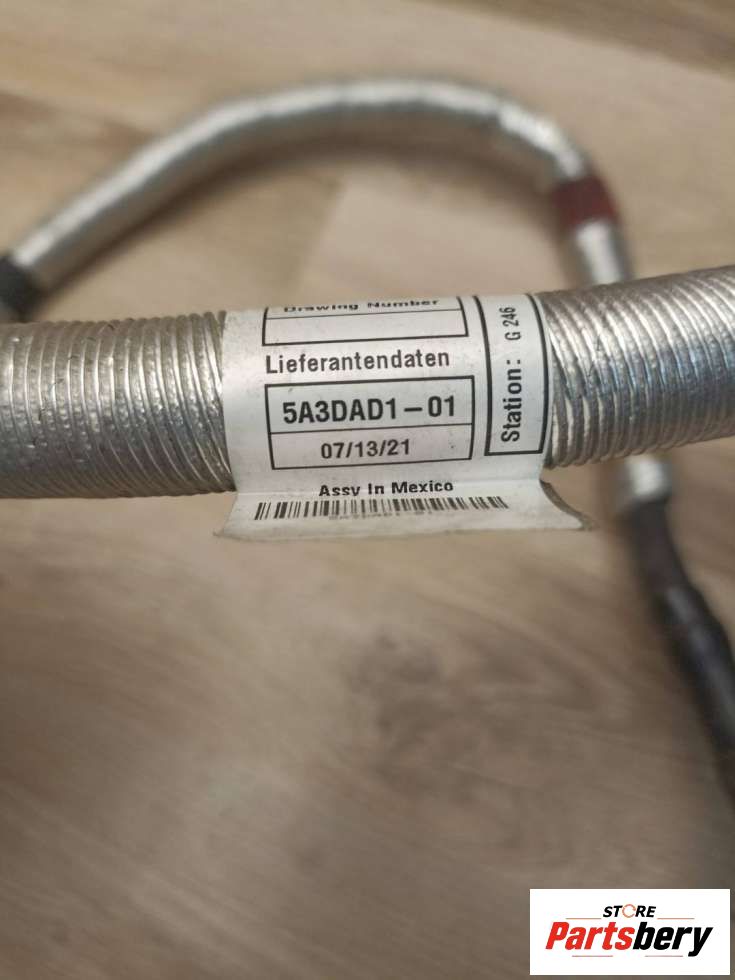 Drawing Number
Lieferantendaten
5A3DAD1-01
07/13/21
Assy In Mexico
Station: G 246
STORE
Partsbery